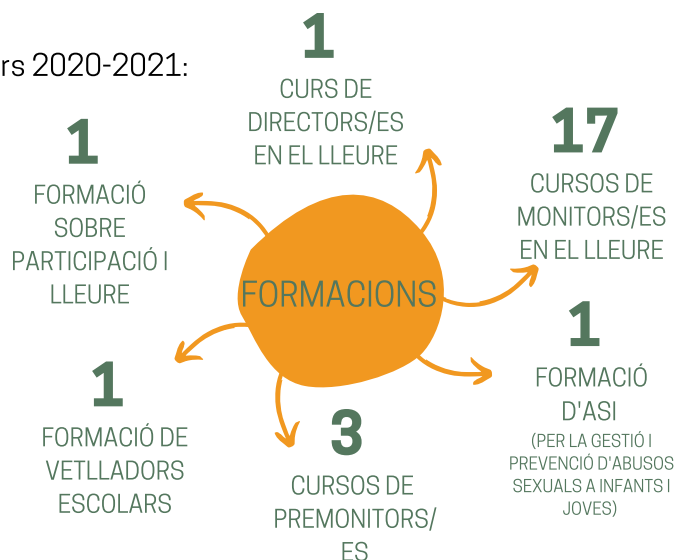 rs 2020-2021:
1
CURS DE
DIRECTORS/ES
EN EL LLEURE
17
CURSOS DE
MONITORS/ES
EN EL LLEURE
1
FORMACIÓ
SOBRE
PARTICIPACIÓ I
LLEURE
FORMACIONS
1
FORMACIÓ
D'ASI
(PER LA GESTIÓ I
PREVENCIÓ D'ABUSOS
SEXUALS A INFANTS I
JOVES)
1
FORMACIÓ DE
VETLLADORS
ESCOLARS
3
CURSOS DE
PREMONITORS/
ES